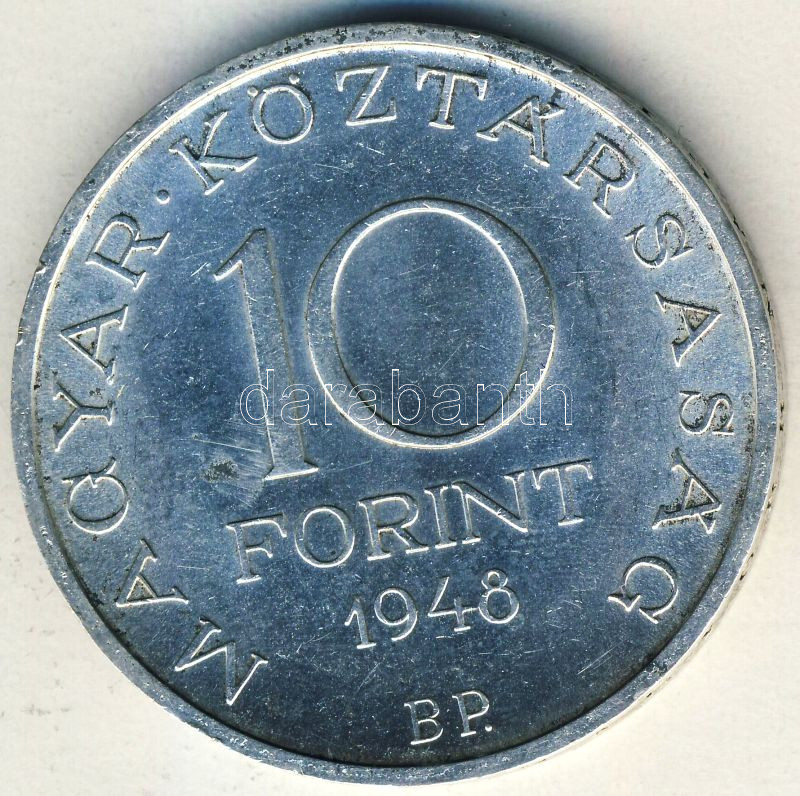 MAGYAR · KÖZTÁRSASÁG
10
FORINT
1948
BP.
darabanth